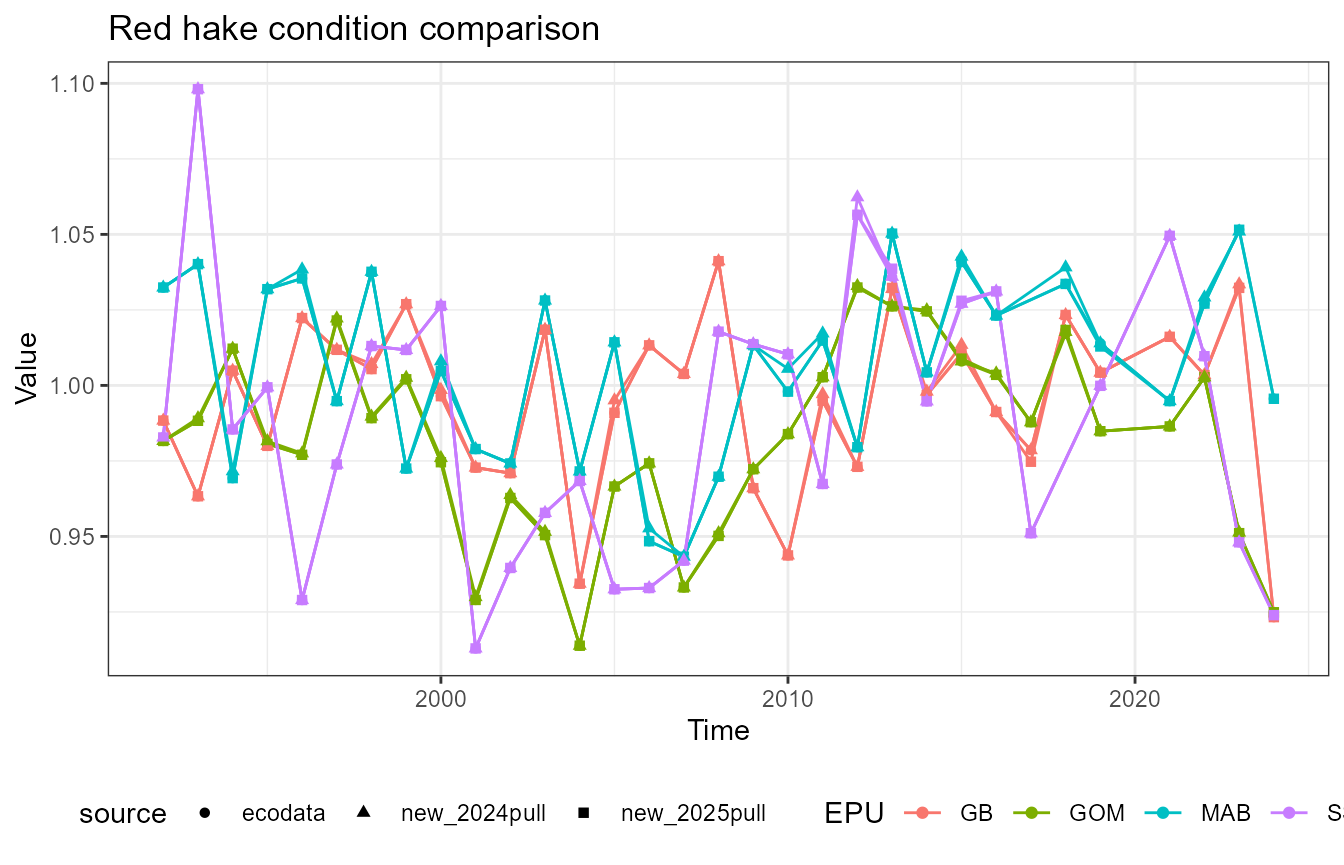 Red hake condition comparison
1.10
1.05
1.00
0.95
Value
2000 2010 2020
Time
source ecodata new_2024pull new_2025pull EPU GB GOM MAB